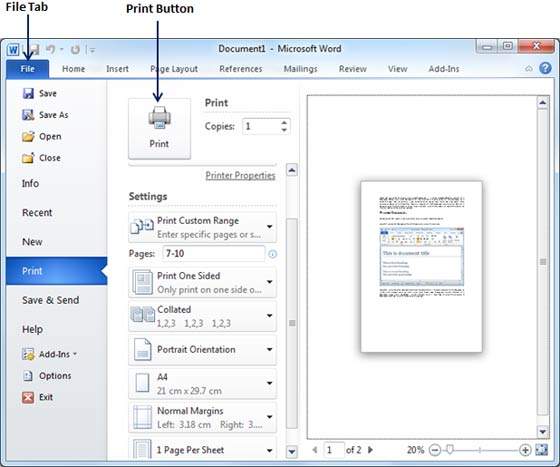 File Tab
Print Button
Document1 - Microsoft Word
File Home Insert Page Layout References Mailings Review View Add-Ins
Save
Save As
Open
Close
Info
Recent
New
Print
Save & Send
Help
Add-Ins
Options
Exit
Print
Print
Copies: 1
Printer Properties
Settings
Print Custom Range
Enter specific pages or s...
Pages: 7-10
Print One Sided
Only print on one side o...
Collated
1,2,3 1,2,3 1,2,3
Portrait Orientation
A4
21 cm x 29.7 cm
Normal Margins
Left: 3.18 cm Right: 3....
1 Page Per Sheet
This is document title
1 of 2
20%